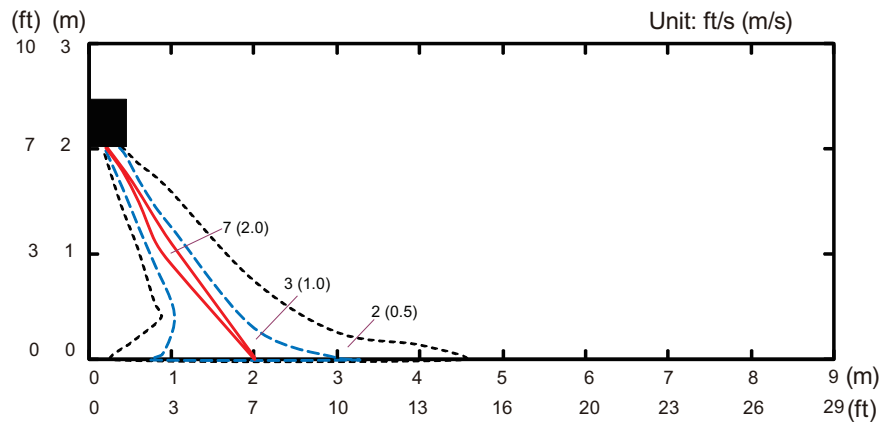 (ft) (m) Unit: ft/s (m/s)
10 3
7 2
7 (2.0)
3 1
3 (1.0)
2 (0.5)
0 0
0 1 2 3 4 5 6 7 8 9 (m)
0 3 7 10 13 16 20 23 26 29 (ft)